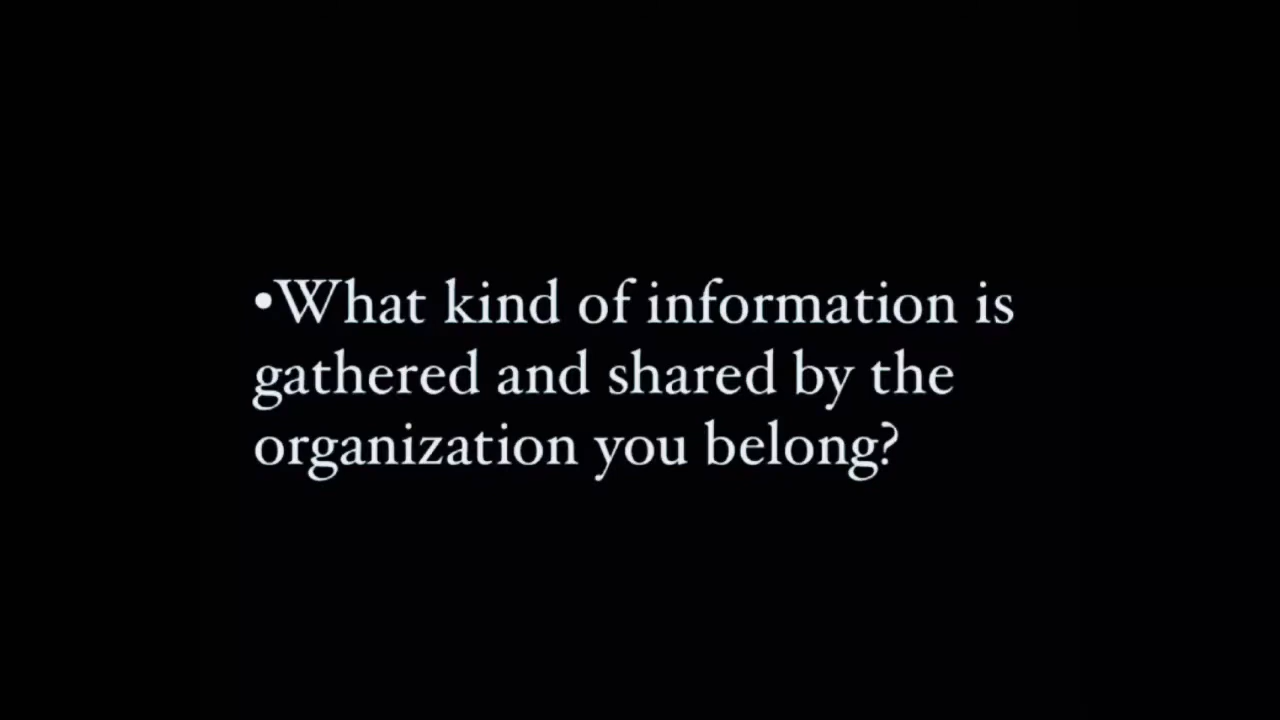 •What kind of information is
gathered and shared by the
organization you belong?